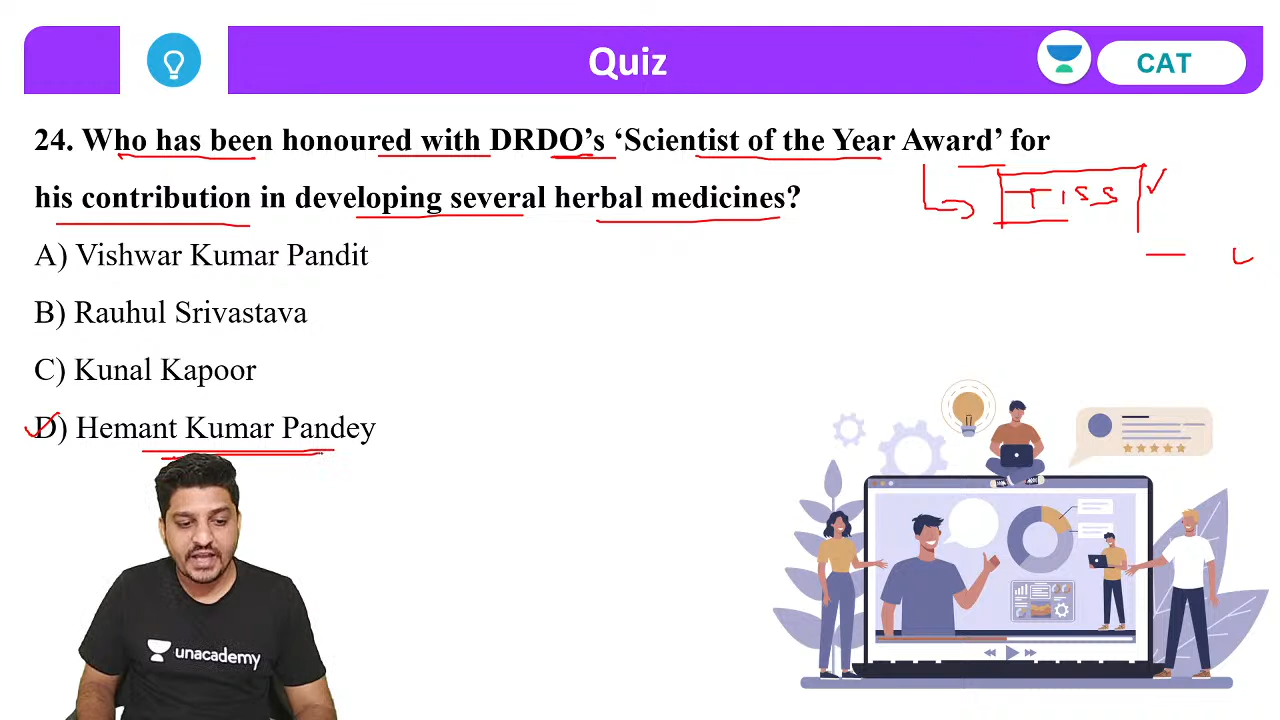 Quiz
CAT
24. Who has been honoured with DRDO’s ‘Scientist of the Year Award’ for
his contribution in developing several herbal medicines?
TISS
A) Vishwar Kumar Pandit
B) Rauhul Srivastava
C) Kunal Kapoor
D) Hemant Kumar Pandey
unacademy